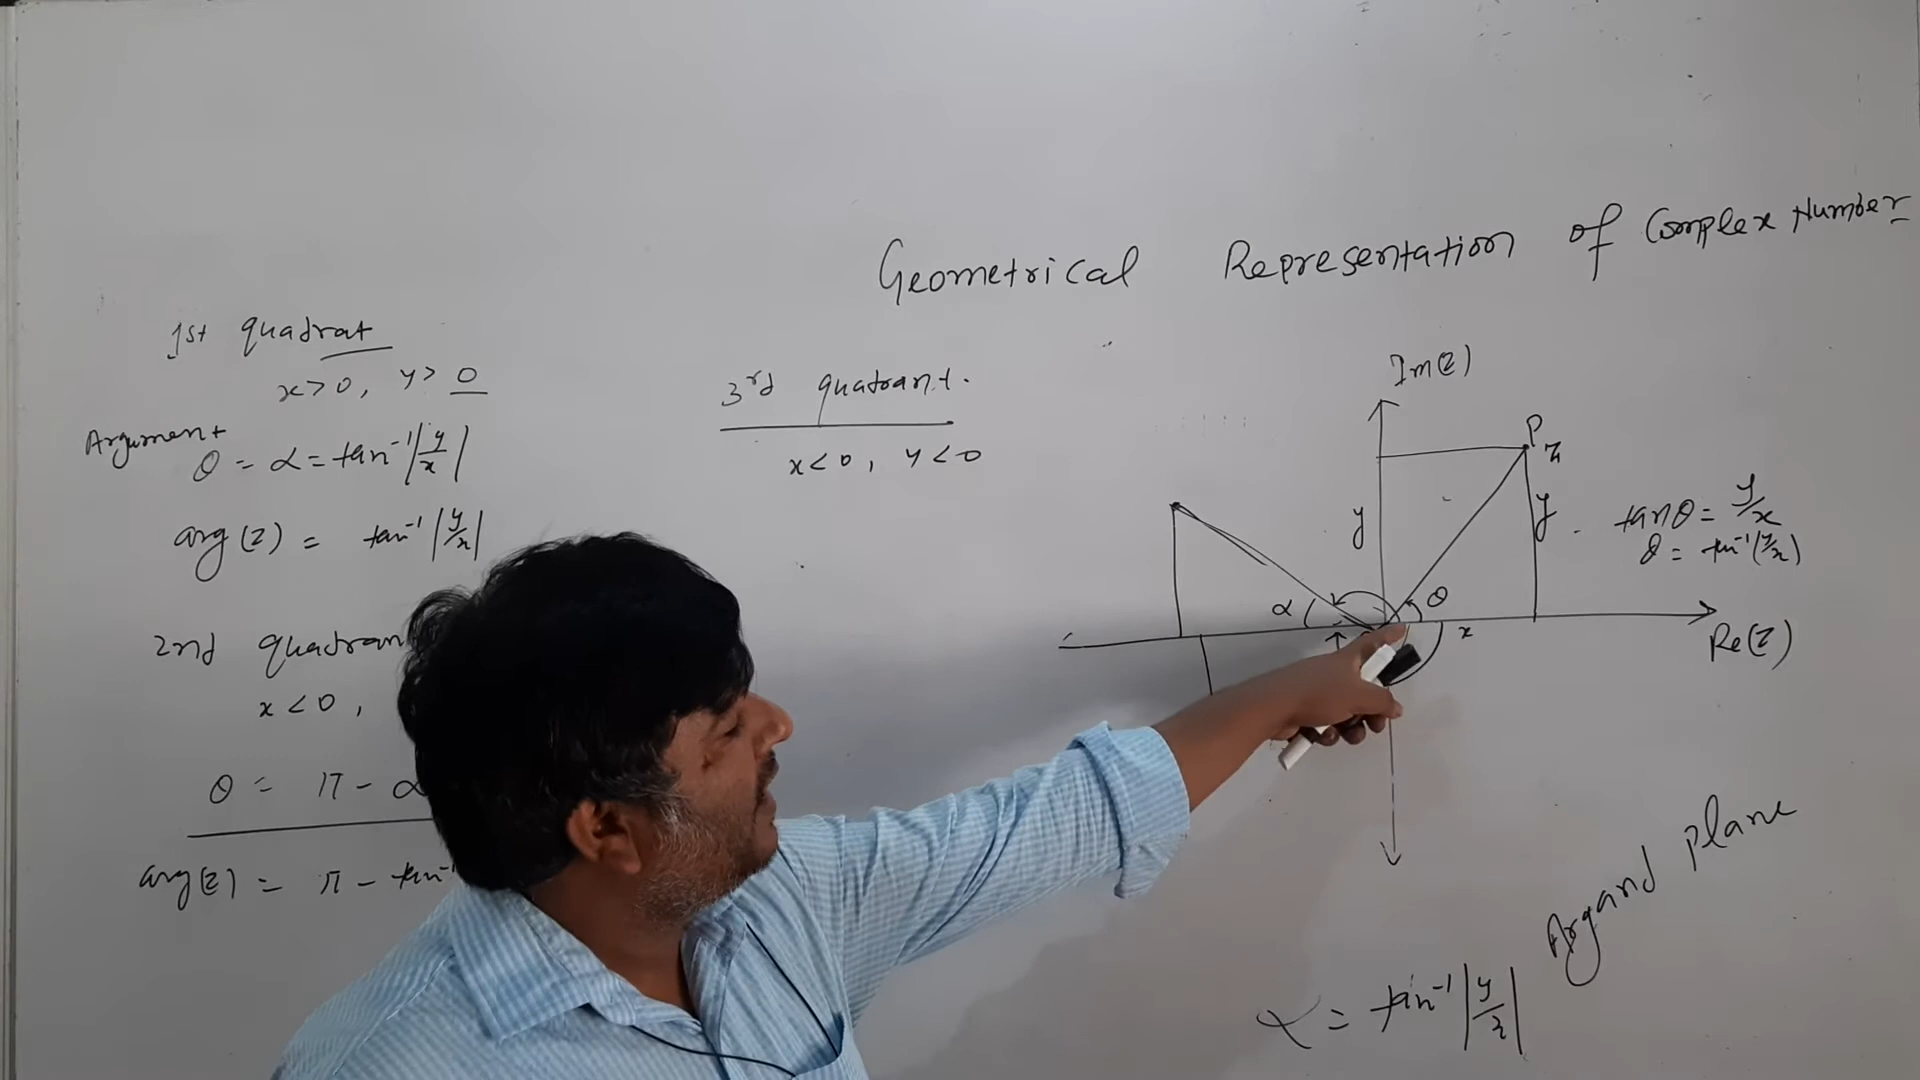 Geometrical Representation of Complex Number
1st quadrat
x>0, y>0
Argument
θ = α = tan⁻¹|y/x|
arg(z) = tan⁻¹|y/x|
2nd quadran
x<0,
θ = π - α
arg(z) = π - tan⁻¹
3rd quadrant.
x<0, y<0
Im(z)
P
z
y
y
α
θ
x
Re(z)
tanθ = y/x
θ = tan⁻¹(y/x)
Argand plane
α = tan⁻¹|y/x|